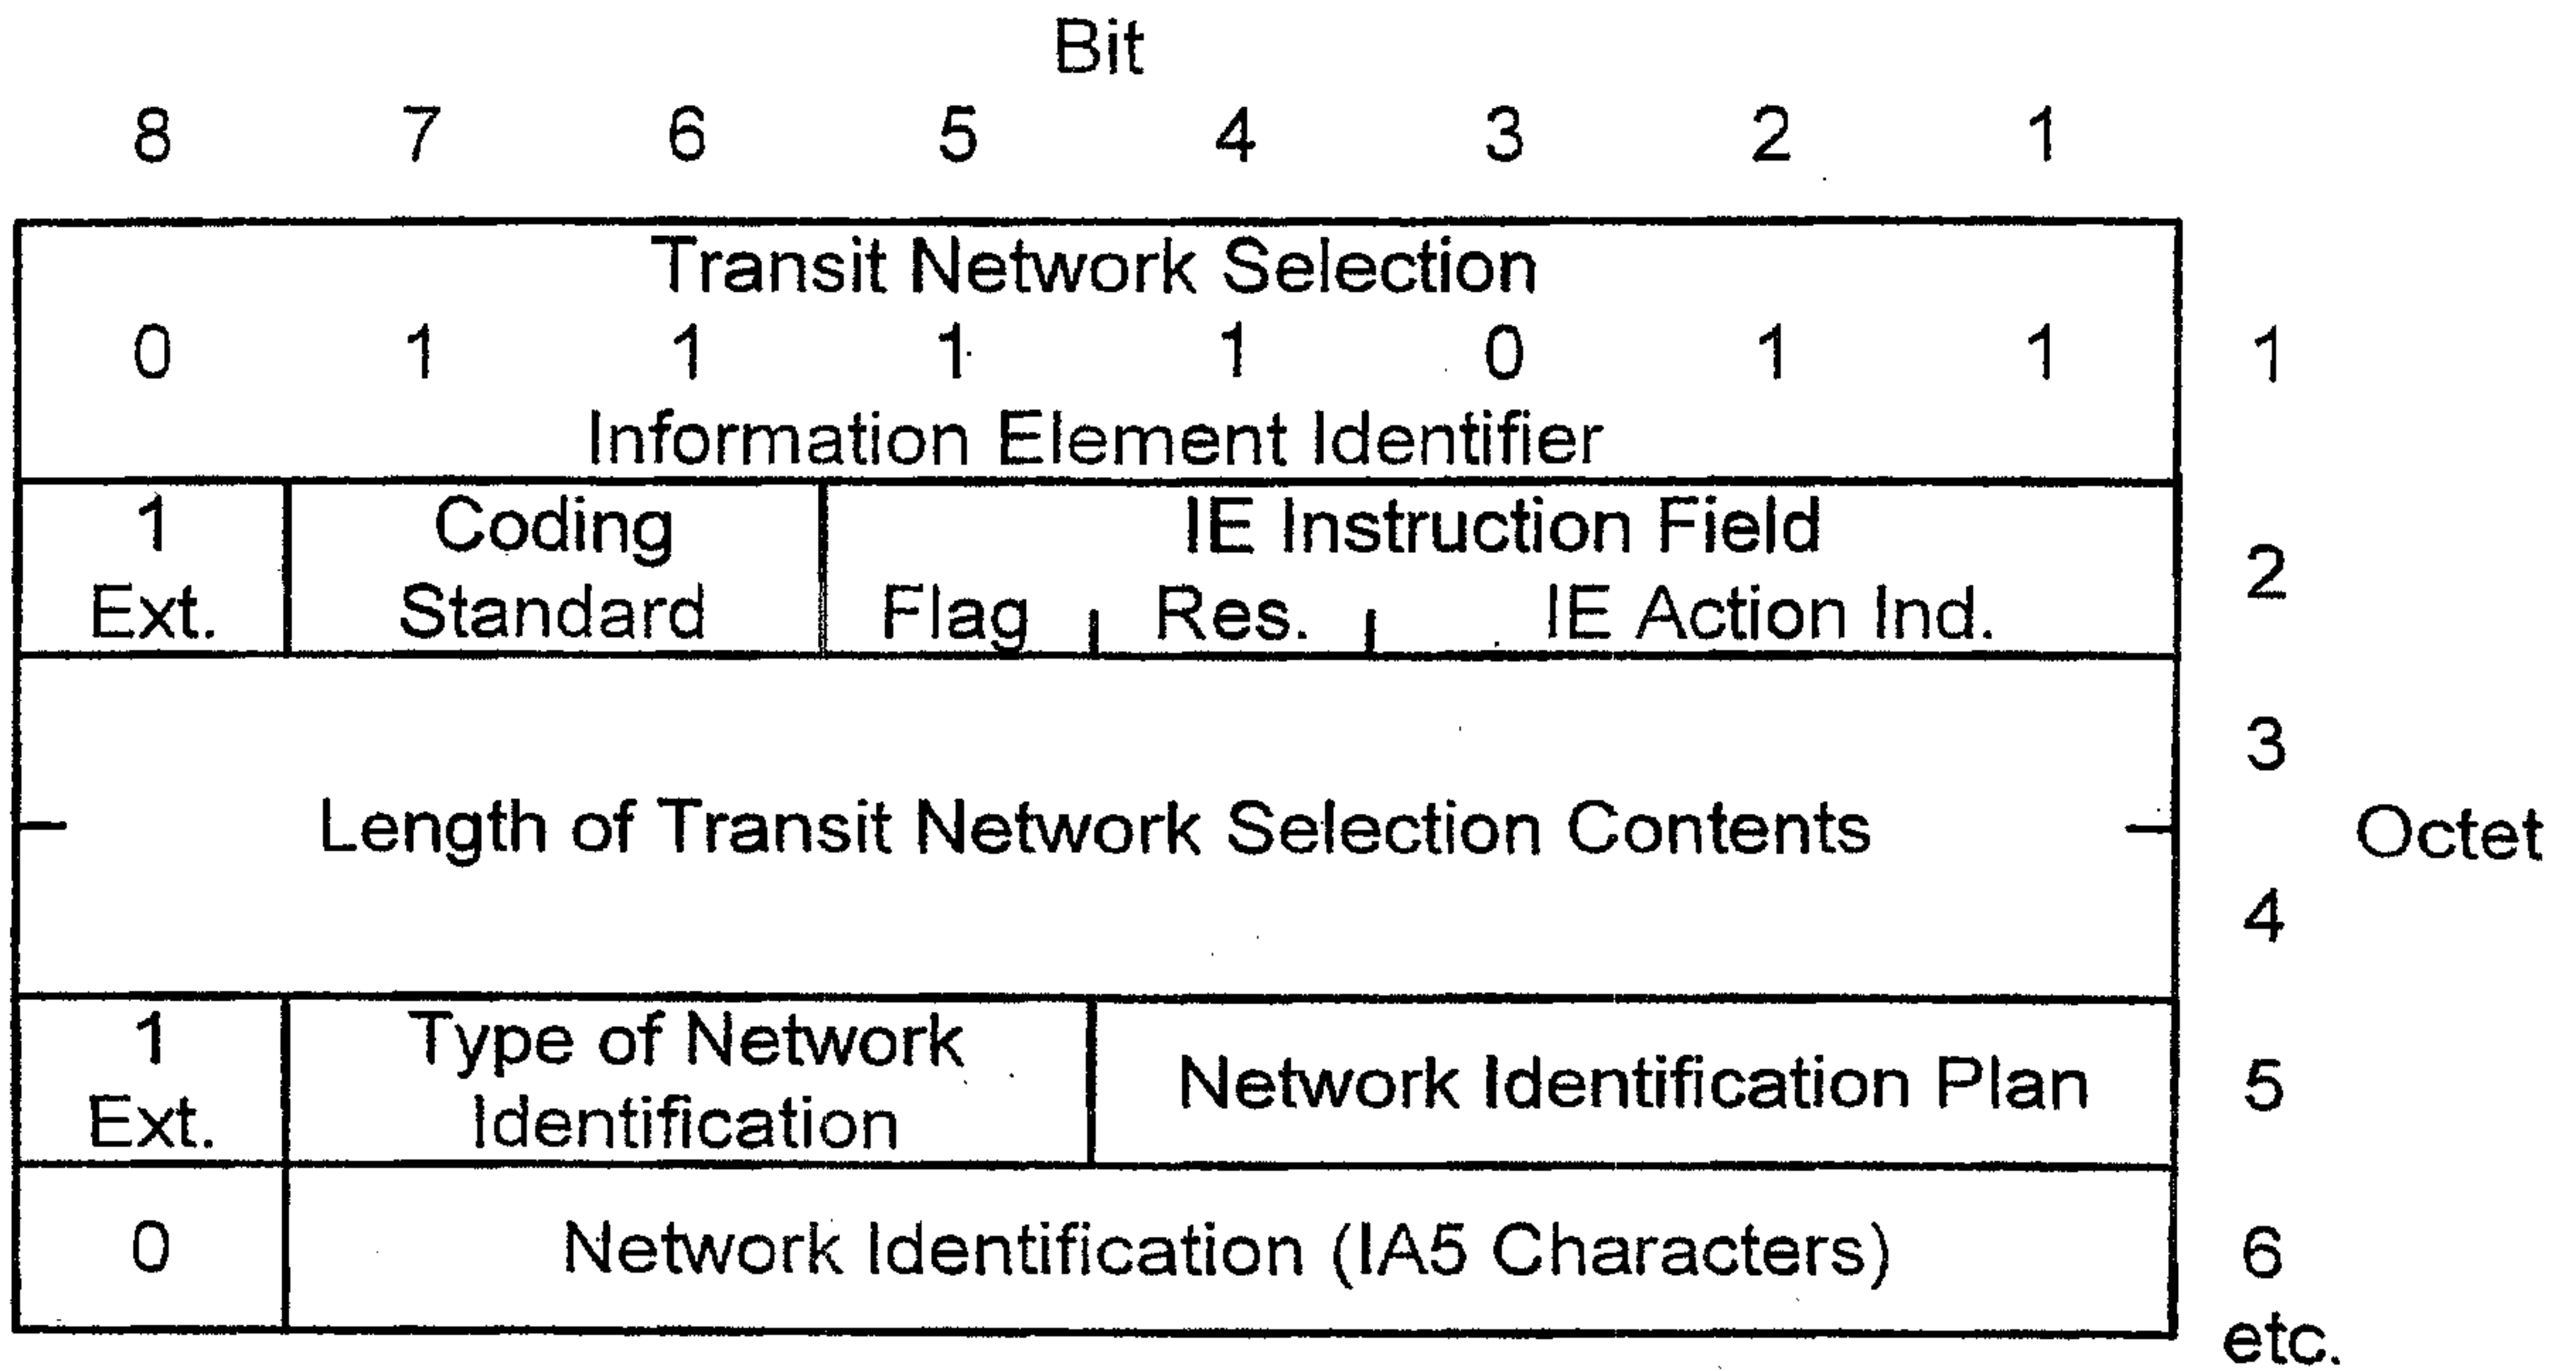 Bit
8 7 6 5 4 3 2 1
Transit Network Selection
0 1 1 1 1 0 1 1 1
Information Element Identifier
1 Coding IE Instruction Field
Ext. Standard Flag Res. IE Action Ind. 2
3
Length of Transit Network Selection Contents Octet
4
1 Type of Network
Ext. Identification Network Identification Plan 5
0 Network Identification (IA5 Characters) 6
etc.